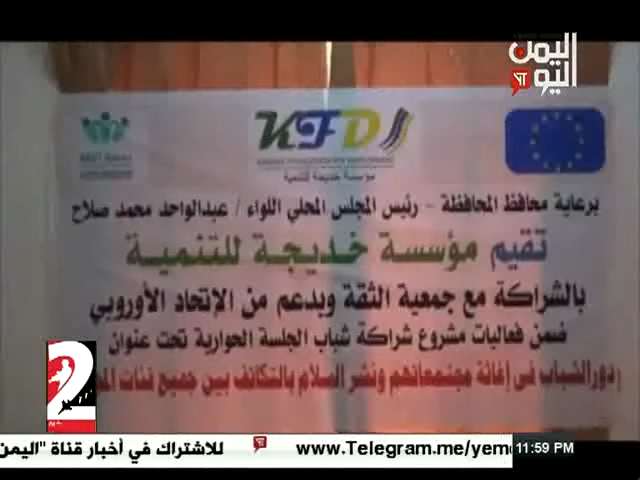 اليمن
اليوم
KFD
مؤسسة خديجة للتنمية
برعاية محافظ المحافظة - رئيس المجلس المحلي اللواء / عبدالواحد محمد صلاح
تقيم مؤسسة خديجة للتنمية
بالشراكة مع جمعية الثقة وبدعم من الإتحاد الأوروبي
ضمن فعاليات مشروع شراكة شباب الجلسة الحوارية تحت عنوان
دور الشباب في إغاثة مجتمعاتهم ونشر السلام بالتكاتف بين جميع فئات
2
للاشتراك في أخبار قناة "اليمن
www.Telegram.me/yem
11:59 PM